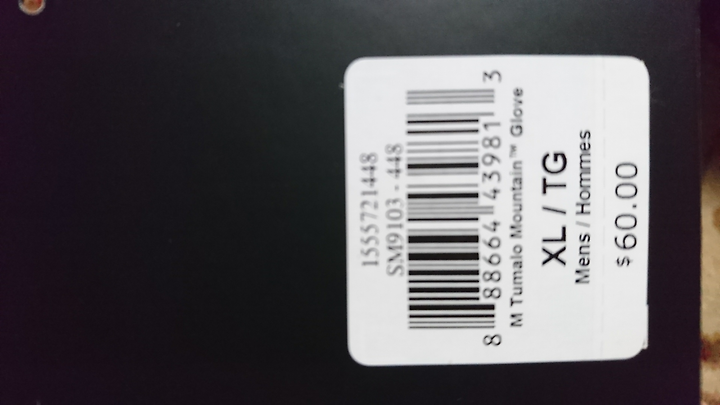 1555721448
SM9103 - 448
8 88664 43981 3
M Tumalo Mountain™ Glove
XL / TG
Mens / Hommes
$60.00